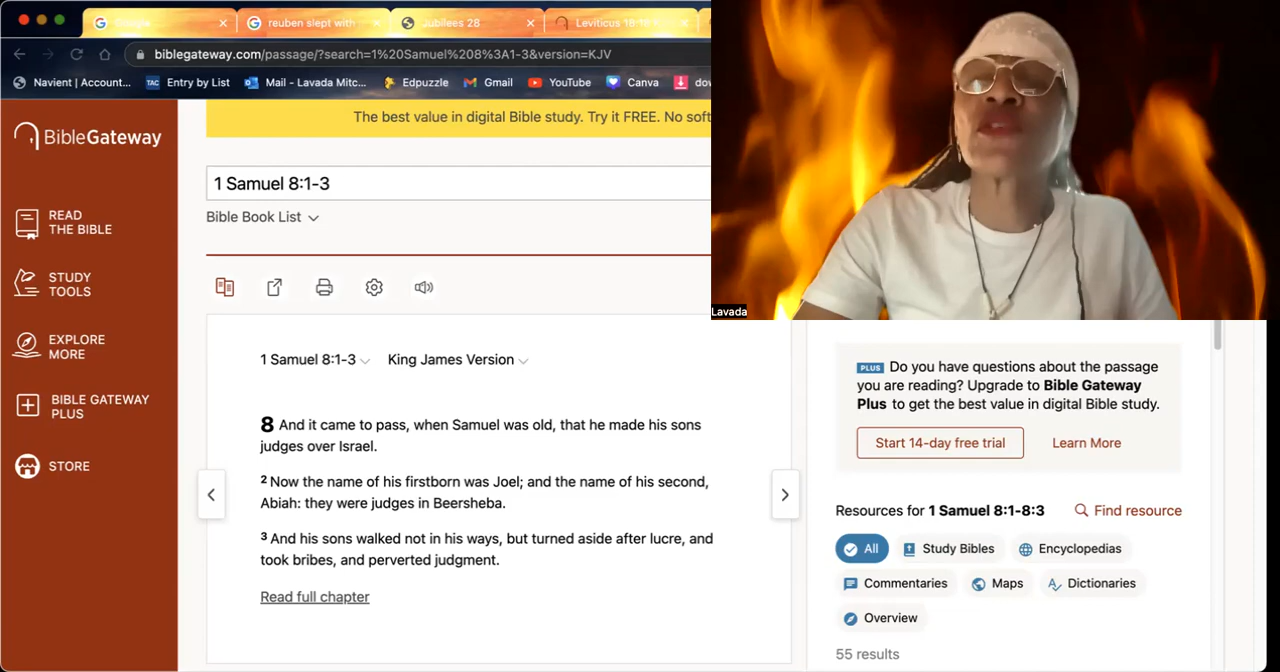 Google
reuben slept with
Jubilees 28
Leviticus 18:18
biblegateway.com/passage/?search=1%20Samuel%208%3A1-3&version=KJV
Navient | Account...
TAC Entry by List
Mail - Lavada Mitc...
Edpuzzle
Gmail
YouTube
Canva
dow
BibleGateway
The best value in digital Bible study. Try it FREE. No soft
1 Samuel 8:1-3
Bible Book List
READ
THE BIBLE
STUDY
TOOLS
EXPLORE
MORE
BIBLE GATEWAY
PLUS
STORE
Lavada
1 Samuel 8:1-3 King James Version
8 And it came to pass, when Samuel was old, that he made his sons
judges over Israel.
2 Now the name of his firstborn was Joel; and the name of his second,
Abiah: they were judges in Beersheba.
3 And his sons walked not in his ways, but turned aside after lucre, and
took bribes, and perverted judgment.
Read full chapter
PLUS Do you have questions about the passage
you are reading? Upgrade to Bible Gateway
Plus to get the best value in digital Bible study.
Start 14-day free trial Learn More
Resources for 1 Samuel 8:1-8:3 Find resource
All Study Bibles Encyclopedias
Commentaries Maps Dictionaries
Overview
55 results